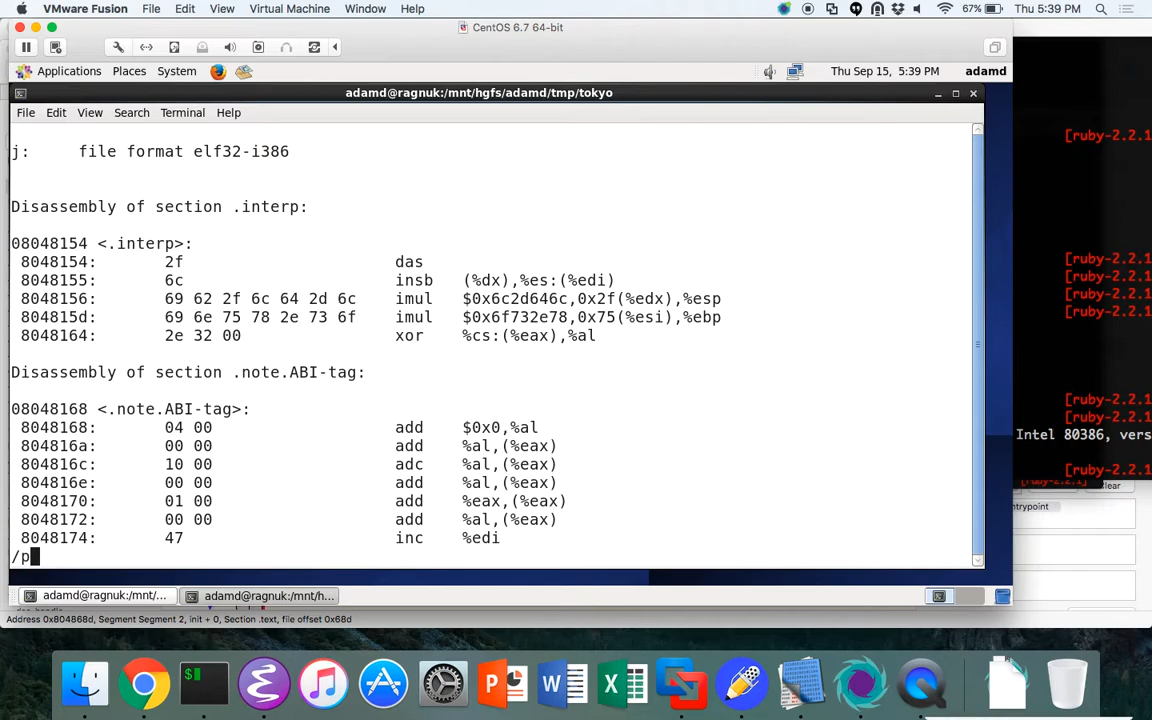 VMware Fusion File Edit View Virtual Machine Window Help 67% Thu 5:39 PM
CentOS 6.7 64-bit
Applications Places System Thu Sep 15, 5:39 PM adamd
adamd@ragnuk:/mnt/hgfs/adamd/tmp/tokyo
File Edit View Search Terminal Help
j: file format elf32-i386
Disassembly of section .interp:
08048154 <.interp>:
8048154: 2f das
8048155: 6c insb (%dx),%es:(%edi)
8048156: 69 62 2f 6c 64 2d 6c imul $0x6c2d646c,0x2f(%edx),%esp
804815d: 69 6e 75 78 2e 73 6f imul $0x6f732e78,0x75(%esi),%ebp
8048164: 2e 32 00 xor %cs:(%eax),%al
Disassembly of section .note.ABI-tag:
08048168 <.note.ABI-tag>:
8048168: 04 00 add $0x0,%al
804816a: 00 00 add %al,(%eax)
804816c: 10 00 adc %al,(%eax)
804816e: 00 00 add %al,(%eax)
8048170: 01 00 add %eax,(%eax)
8048172: 00 00 add %al,(%eax)
8048174: 47 inc %edi
/p
adamd@ragnuk:/mnt/... adamd@ragnuk:/mnt/h...
Address 0x804868d, Segment Segment 2, init + 0, Section .text, file offset 0x68d
[ruby-2.2.1
[ruby-2.2.1
[ruby-2.2.1
[ruby-2.2.1
[ruby-2.2.1
[ruby-2.2.1
[ruby-2.2.1
Intel 80386, vers
[ruby-2.2.1
[ruby-2.2.1]
lear
ntrypoint